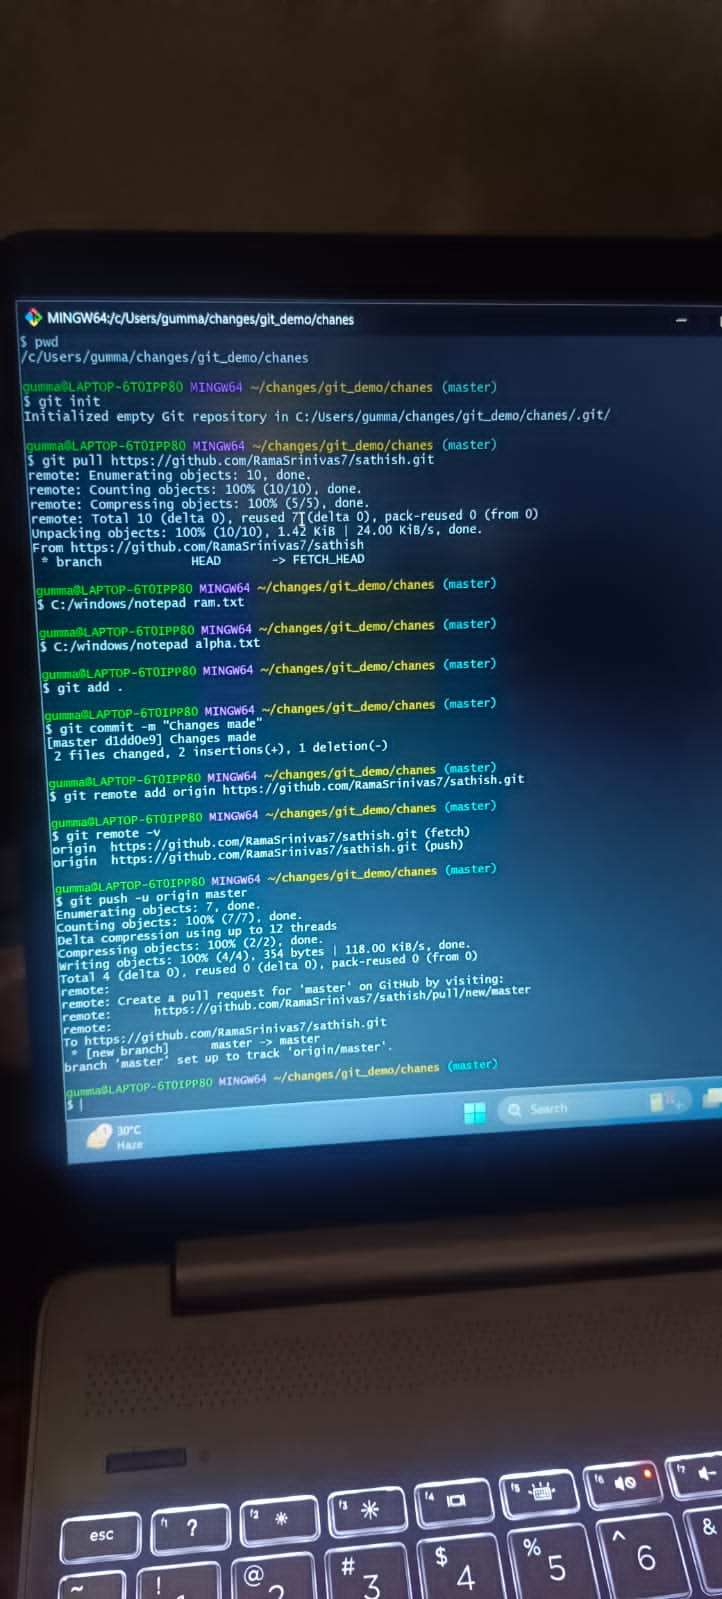 MINGW64:/c/Users/gumma/changes/git_demo/chanes
$ pwd
/c/Users/gumma/changes/git_demo/chanes
gumma@LAPTOP-6TOIPP80 MINGW64 ~/changes/git_demo/chanes (master)
$ git init
Initialized empty Git repository in C:/Users/gumma/changes/git_demo/chanes/.git/
gumma@LAPTOP-6TOIPP80 MINGW64 ~/changes/git_demo/chanes (master)
$ git pull https://github.com/RamaSrinivas7/sathish.git
remote: Enumerating objects: 10, done.
remote: Counting objects: 100% (10/10), done.
remote: Compressing objects: 100% (5/5), done.
remote: Total 10 (delta 0), reused 7 (delta 0), pack-reused 0 (from 0)
Unpacking objects: 100% (10/10), 1.42 KiB | 24.00 KiB/s, done.
From https://github.com/RamaSrinivas7/sathish
* branch HEAD -> FETCH_HEAD
gumma@LAPTOP-6TOIPP80 MINGW64 ~/changes/git_demo/chanes (master)
$ C:/windows/notepad ram.txt
gumma@LAPTOP-6TOIPP80 MINGW64 ~/changes/git_demo/chanes (master)
$ C:/windows/notepad alpha.txt
gumma@LAPTOP-6TOIPP80 MINGW64 ~/changes/git_demo/chanes (master)
$ git add .
gumma@LAPTOP-6TOIPP80 MINGW64 ~/changes/git_demo/chanes (master)
$ git commit -m "Changes made"
[master d1dd0e9] Changes made
2 files changed, 2 insertions(+), 1 deletion(-)
gumma@LAPTOP-6TOIPP80 MINGW64 ~/changes/git_demo/chanes (master)
$ git remote add origin https://github.com/RamaSrinivas7/sathish.git
gumma@LAPTOP-6TOIPP80 MINGW64 ~/changes/git_demo/chanes (master)
$ git remote -v
origin https://github.com/RamaSrinivas7/sathish.git (fetch)
origin https://github.com/RamaSrinivas7/sathish.git (push)
gumma@LAPTOP-6TOIPP80 MINGW64 ~/changes/git_demo/chanes (master)
$ git push -u origin master
Enumerating objects: 7, done.
Counting objects: 100% (7/7), done.
Delta compression using up to 12 threads
Compressing objects: 100% (2/2), done.
Writing objects: 100% (4/4), 354 bytes | 118.00 KiB/s, done.
Total 4 (delta 0), reused 0 (delta 0), pack-reused 0 (from 0)
remote:
remote: Create a pull request for 'master' on GitHub by visiting:
remote: https://github.com/RamaSrinivas7/sathish/pull/new/master
remote:
To https://github.com/RamaSrinivas7/sathish.git
* [new branch] master -> master
branch 'master' set up to track 'origin/master'.
gumma@LAPTOP-6TOIPP80 MINGW64 ~/changes/git_demo/chanes (master)
$
30°C
Haze
Search
esc f1 ? f2 f3 f4 f5 f6 f7
~ ! @ 2 # 3 $ 4 % 5 ^ 6 &